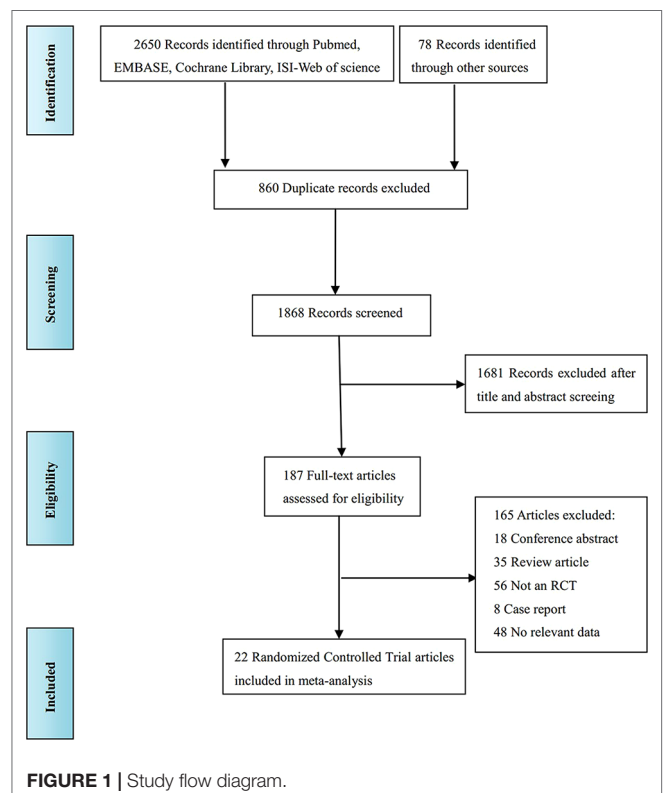 Identification
2650 Records identified through Pubmed,
EMBASE, Cochrane Library, ISI-Web of science
78 Records identified
through other sources
860 Duplicate records excluded
Screening
1868 Records screened
1681 Records excluded after
title and abstract screeing
Eligibility
187 Full-text articles
assessed for eligibility
165 Articles excluded:
18 Conference abstract
35 Review article
56 Not an RCT
8 Case report
48 No relevant data
Included
22 Randomized Controlled Trial articles
included in meta-analysis
FIGURE 1 | Study flow diagram.